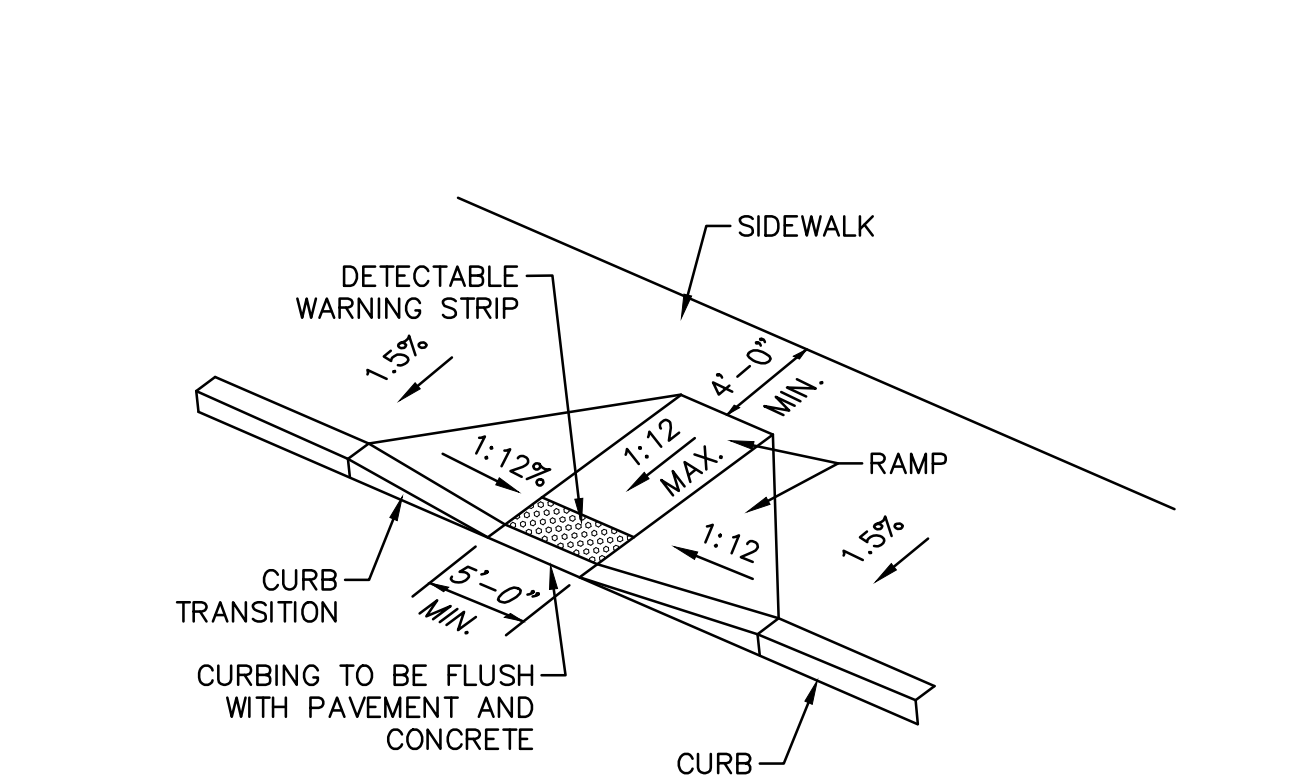 SIDEWALK
DETECTABLE
WARNING STRIP
1.5%
4'-0"
MIN.
1:12
MAX.
1:12%
RAMP
1:12
1.5%
CURB
TRANSITION
5'-0"
MIN.
CURBING TO BE FLUSH
WITH PAVEMENT AND
CONCRETE
CURB